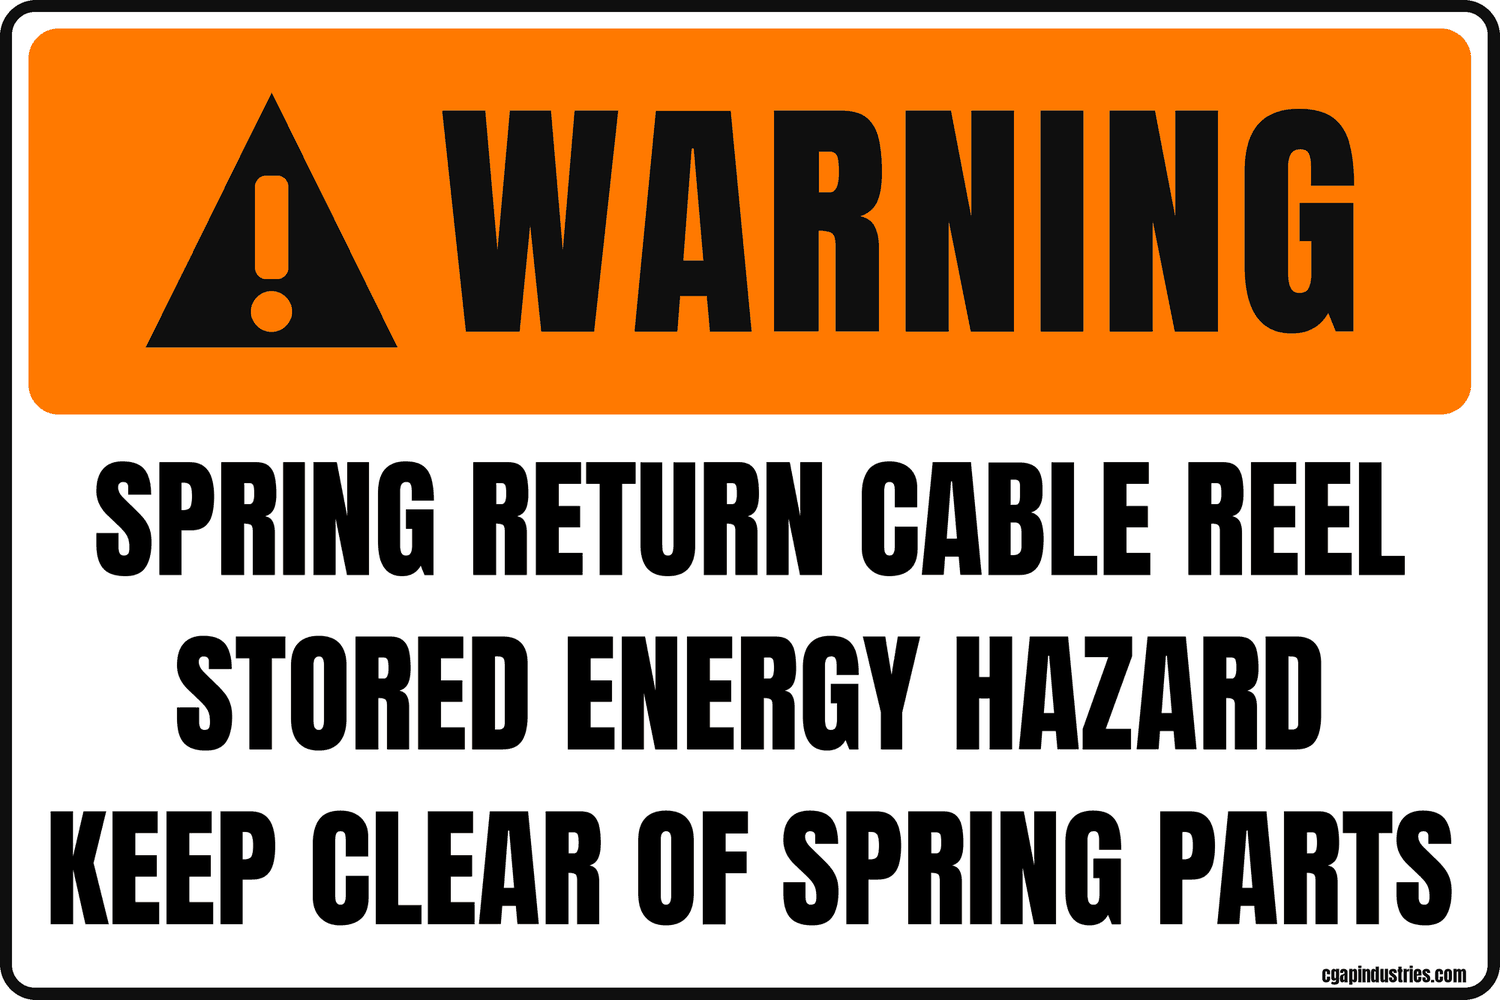 WARNING
SPRING RETURN CABLE REEL
STORED ENERGY HAZARD
KEEP CLEAR OF SPRING PARTS
cgapindustries.com